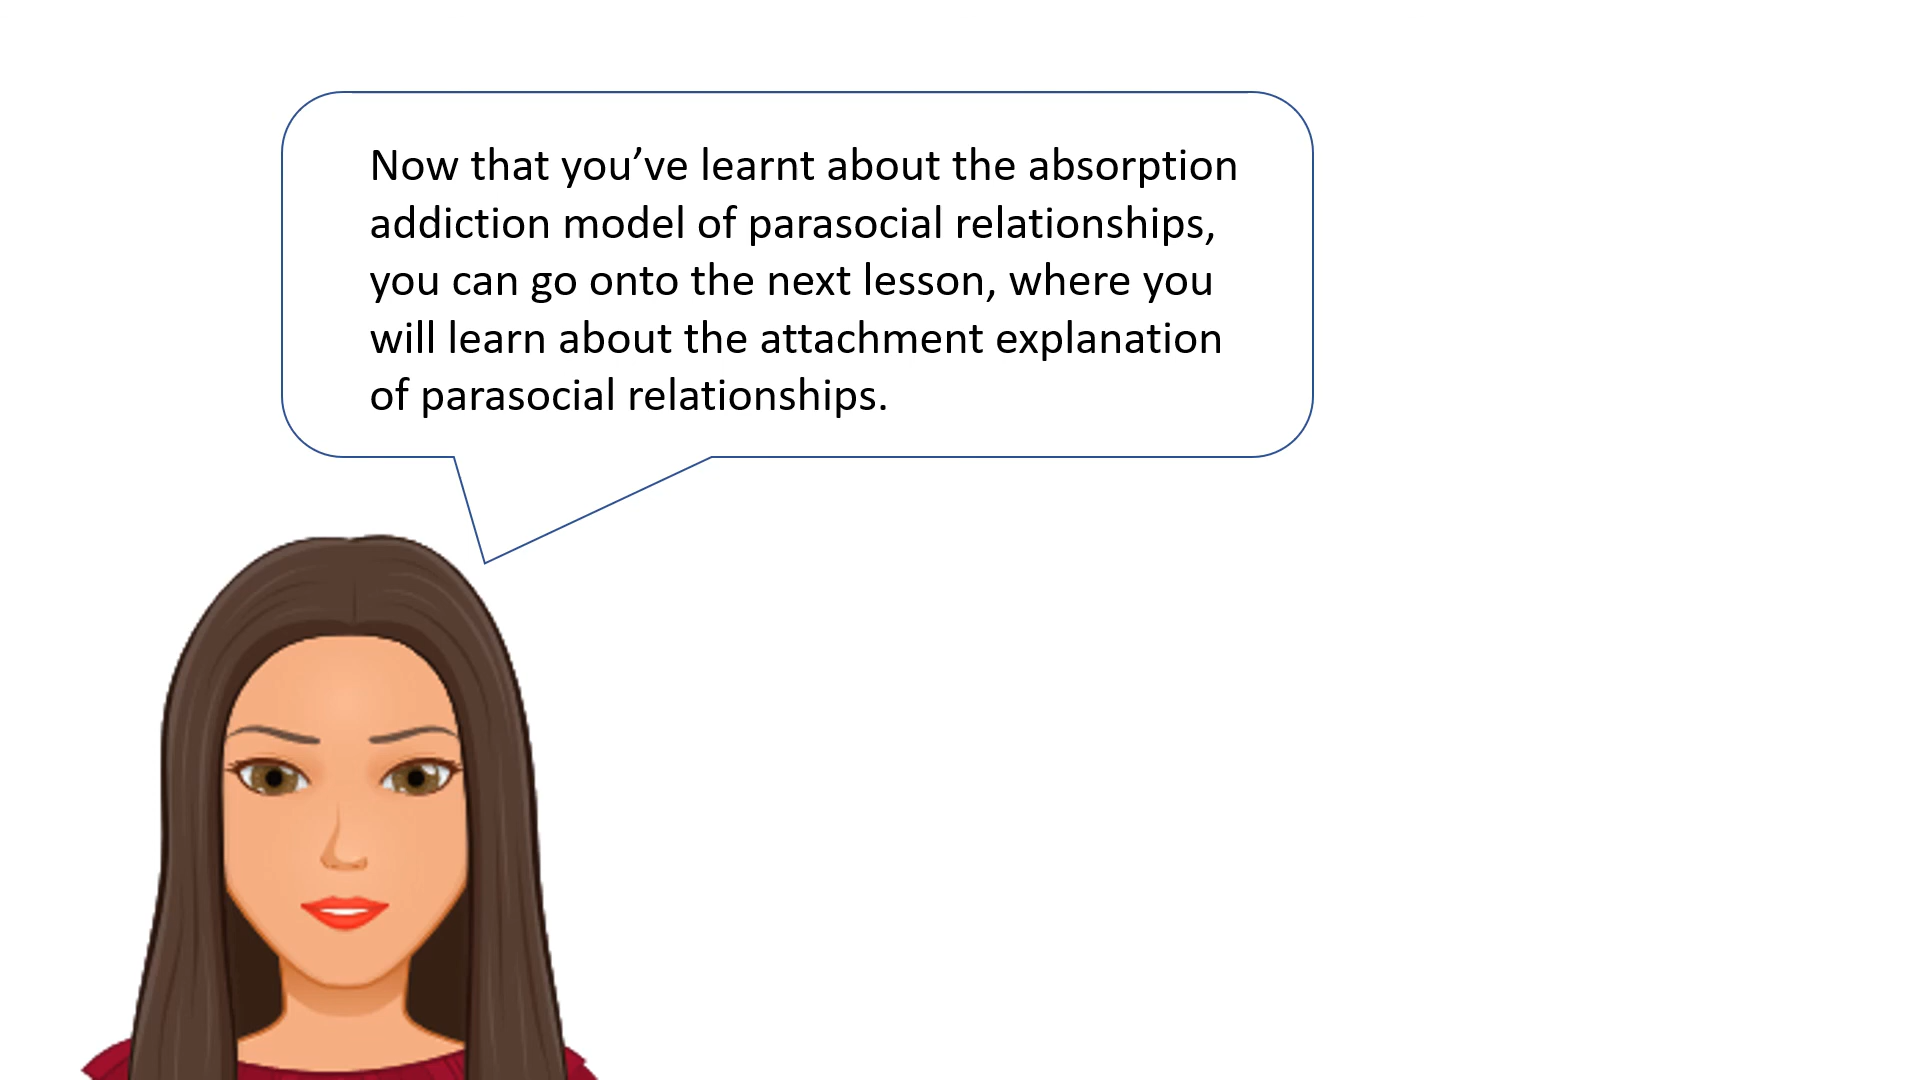 Now that you’ve learnt about the absorption
addiction model of parasocial relationships,
you can go onto the next lesson, where you
will learn about the attachment explanation
of parasocial relationships.